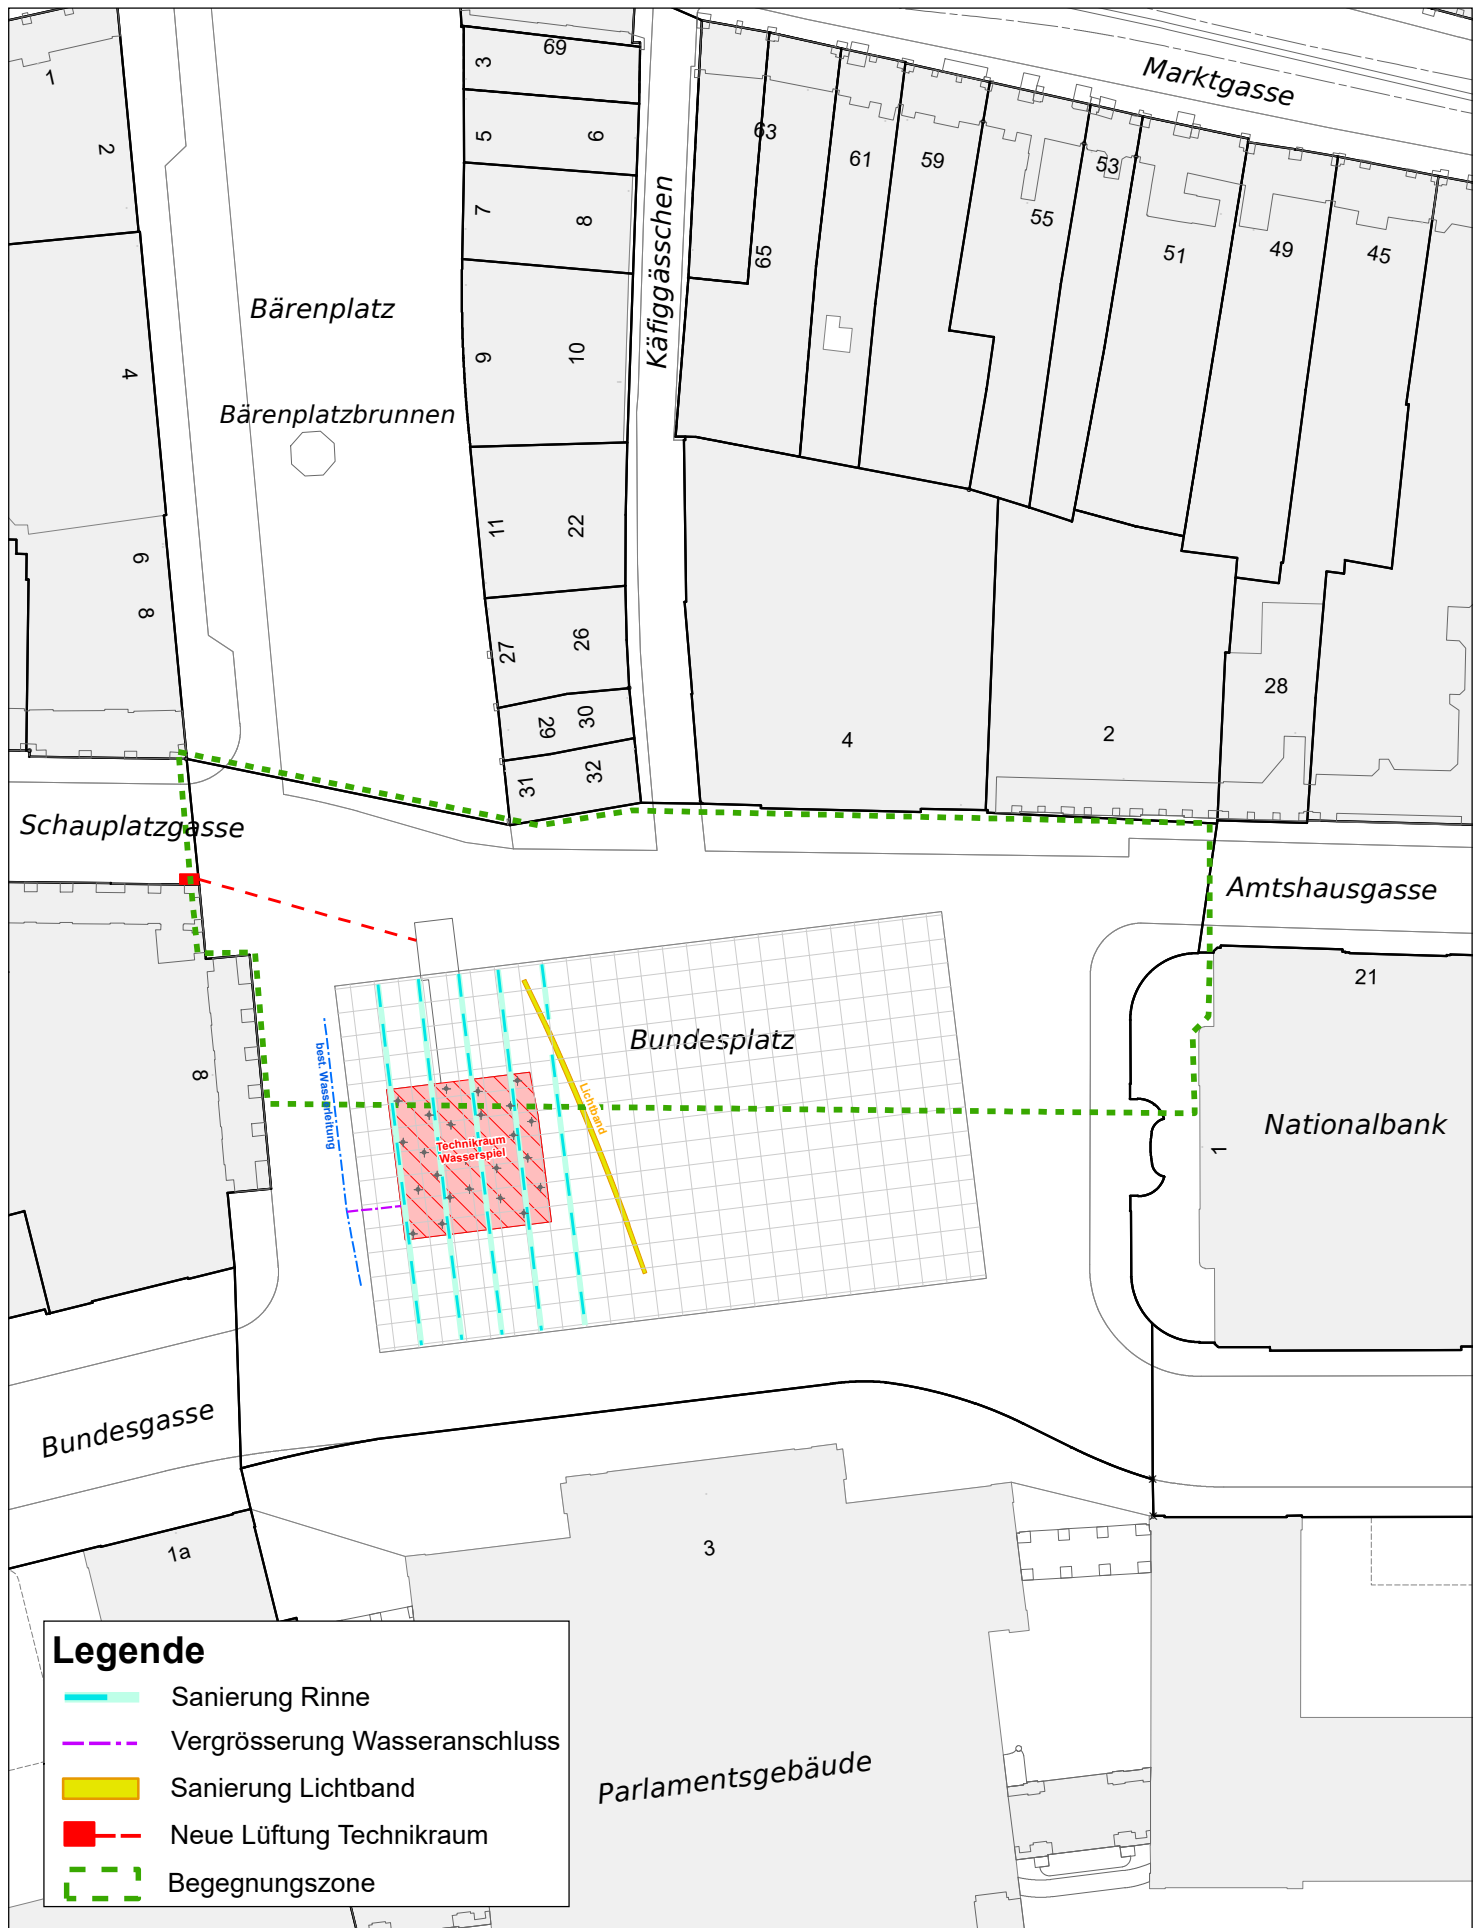 Marktgasse
1
2
4
6
8
3
69
5
6
7
8
9
10
11
22
27
26
29
30
31
32
Bärenplatz
Bärenplatzbrunnen
Käfiggässchen
63
65
61
59
55
53
51
49
45
4
2
28
Schauplatzgasse
Amtshausgasse
21
Bundesplatz
8
best. Wasserleitung
Technikraum
Wasserspiel
Lichtband
Nationalbank
1
Bundesgasse
1a
3
Parlamentsgebäude
Legende
Sanierung Rinne
Vergrösserung Wasseranschluss
Sanierung Lichtband
Neue Lüftung Technikraum
Begegnungszone